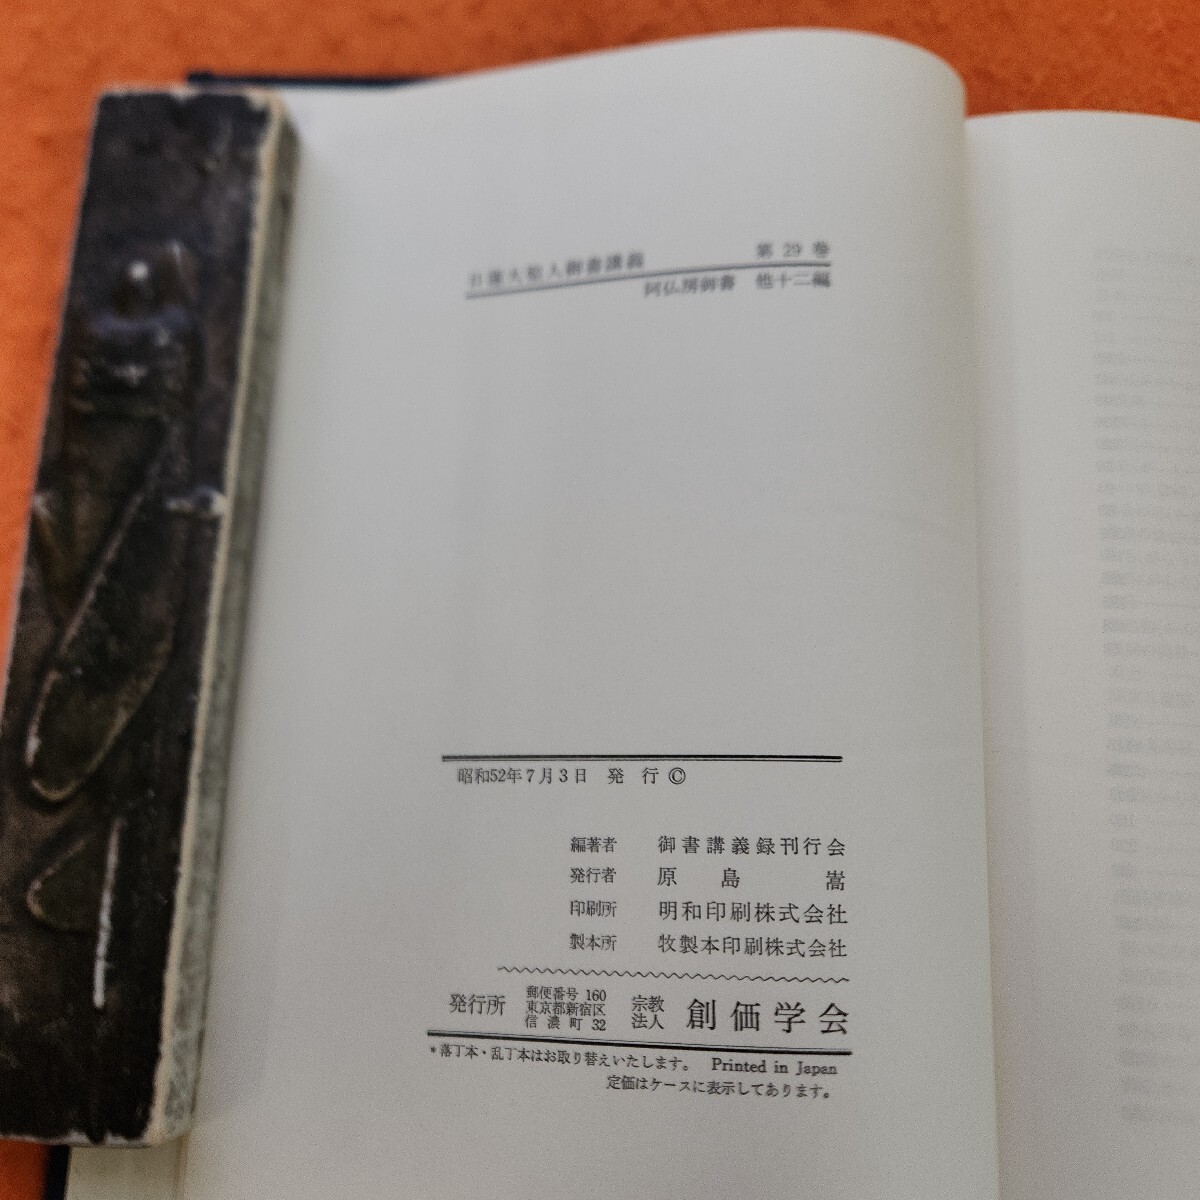 日蓮大聖人御書講義 第29巻
阿仏房御書 他十二編
昭和52年7月3日 発行 ©
編著者 御書講義録刊行会
発行者 原島 嵩
印刷所 明和印刷株式会社
製本所 牧製本印刷株式会社
発行所 郵便番号 160
東京都新宿区
信濃町 32
宗教
法人
創価学会
*落丁本・乱丁本はお取り替えいたします。 Printed in Japan
定価はケースに表示してあります。